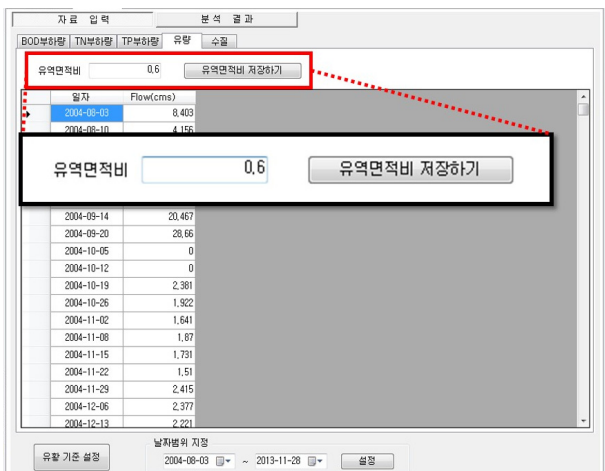 자료 입력 분석 결과
BOD부하량 TN부하량 TP부하량 유량 수질
유역면적비 0.6 유역면적비 저장하기
일자 Flow(cms)
2004-08-03 8.403
2004-08-10 4.156
유역면적비 0.6 유역면적비 저장하기
2004-09-14 20.467
2004-09-20 28.66
2004-10-05 0
2004-10-12 0
2004-10-19 2.381
2004-10-26 1.922
2004-11-02 1.641
2004-11-08 1.87
2004-11-15 1.731
2004-11-22 1.51
2004-11-29 2.415
2004-12-06 2.377
2004-12-13 2.221
날짜범위 지정
유황 기준 설정 2004-08-03 ~ 2013-11-28 설정